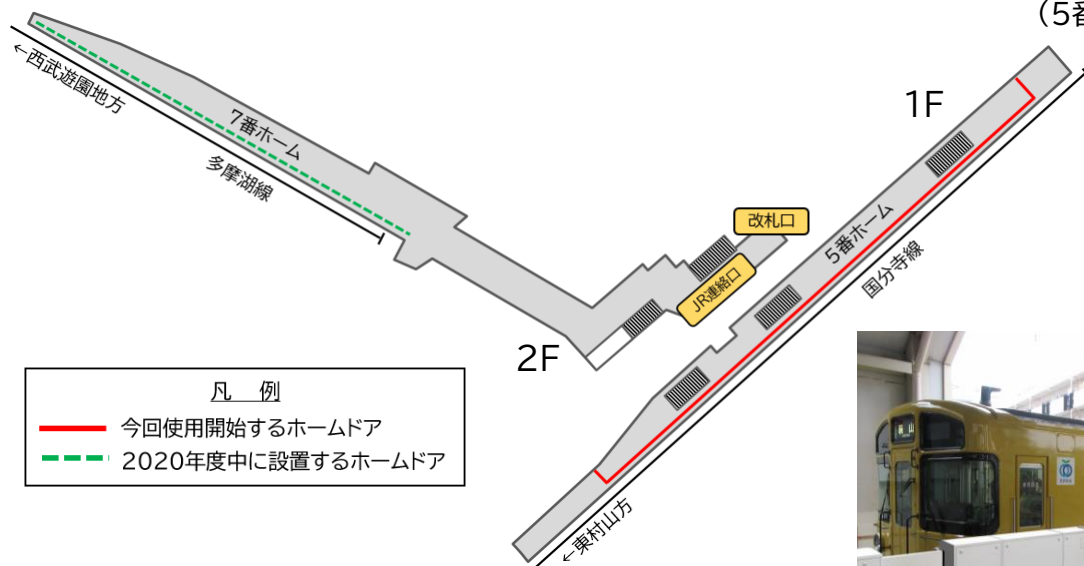 （5番
←西武遊園地方
7番ホーム
多摩湖線
1F
改札口
JR連絡口
5番ホーム
国分寺線
2F
凡　例
今回使用開始するホームドア
2020年度中に設置するホームドア
←東村山方